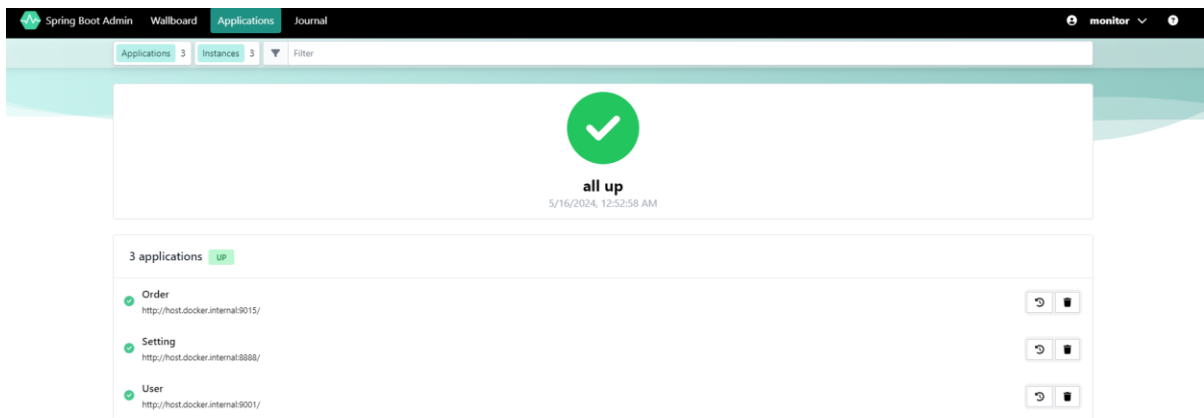 Spring Boot Admin Wallboard Applications Journal monitor
Applications 3 Instances 3 Filter
all up
5/16/2024, 12:52:58 AM
3 applications UP
Order
http://host.docker.internal:9015/
Setting
http://host.docker.internal:8888/
User
http://host.docker.internal:9001/